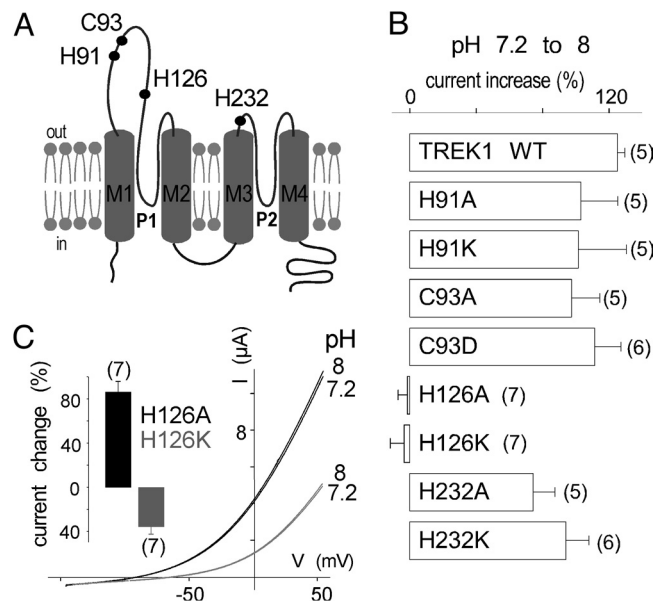 A
C93
H91
H126
H232
out
in
M1
P1
M2
M3
P2
M4
B
pH 7.2 to 8
current increase (%)
0
120
TREK1 WT (5)
H91A (5)
H91K (5)
C93A (5)
C93D (6)
H126A (7)
H126K (7)
H232A (5)
H232K (6)
C
current change (%)
80
40
0
40
(7)
H126A
H126K
(7)
I (µA)
pH
8
7.2
8
8
7.2
V (mV)
-50
50